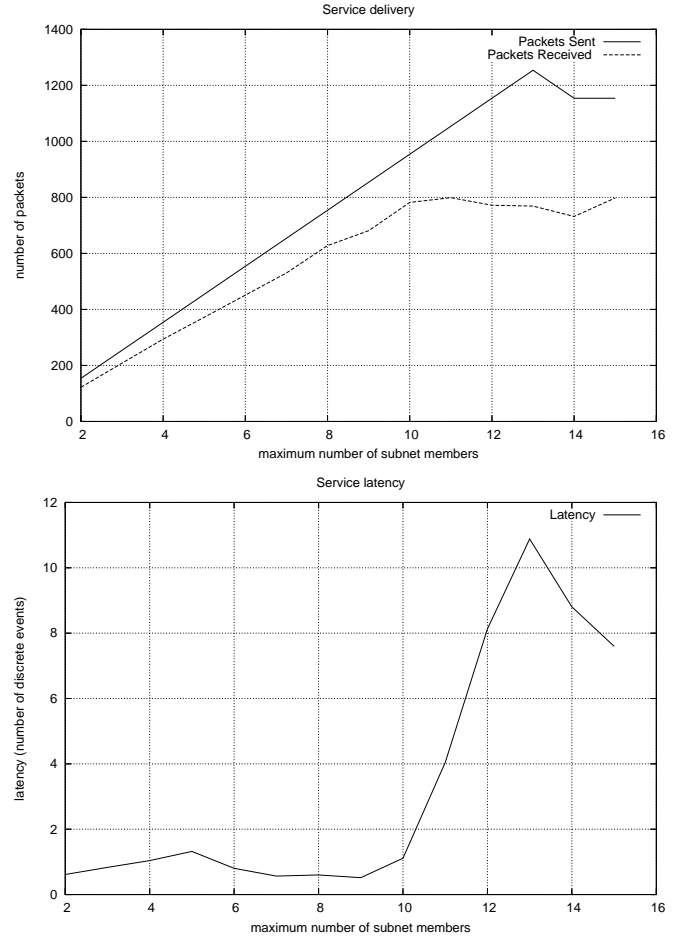 Service delivery
1400
1200
1000
800
600
400
200
0
Packets Sent
Packets Received
number of packets
2 4 6 8 10 12 14 16
maximum number of subnet members
Service latency
12
10
8
6
4
2
0
Latency
latency (number of discrete events)
2 4 6 8 10 12 14 16
maximum number of subnet members